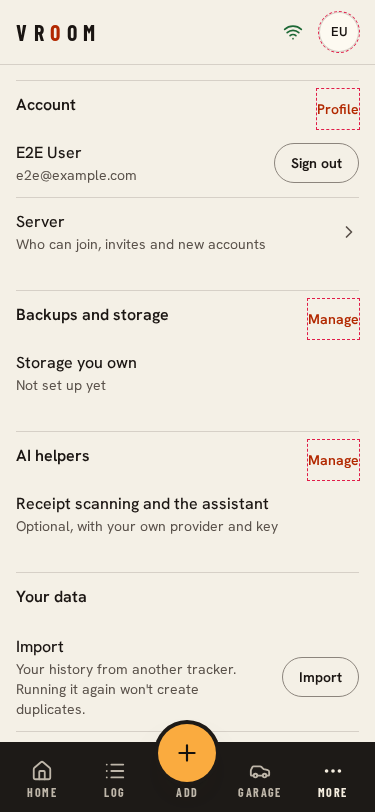 VROOM
EU
Account
Profile
E2E User
e2e@example.com
Sign out
Server
Who can join, invites and new accounts
Backups and storage
Manage
Storage you own
Not set up yet
AI helpers
Manage
Receipt scanning and the assistant
Optional, with your own provider and key
Your data
Import
Your history from another tracker.
Running it again won't create
duplicates.
Import
HOME
LOG
ADD
GARAGE
MORE